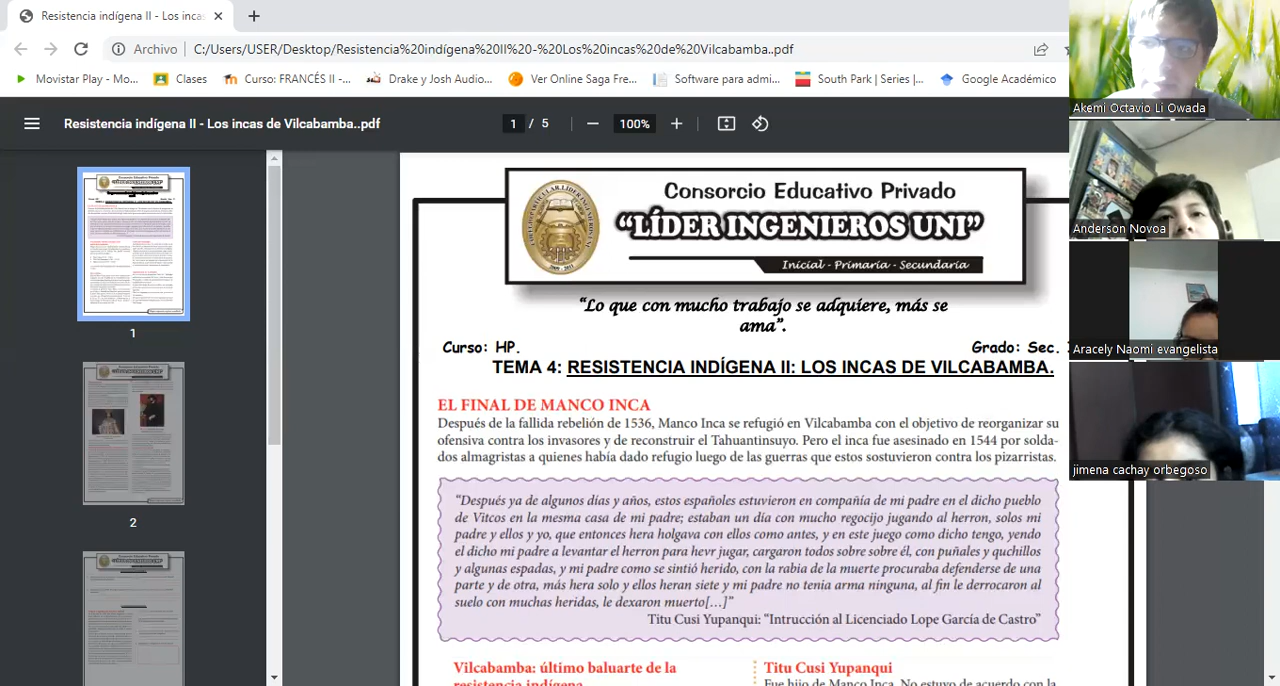 Resistencia indígena II - Los incas
Archivo
C:/Users/USER/Desktop/Resistencia%20indígena%20II%20-%20Los%20incas%20de%20Vilcabamba..pdf
Movistar Play - Mo...
Clases
Curso: FRANCÉS II -...
Drake y Josh Audio...
Ver Online Saga Fre...
Software para admi...
South Park | Series |...
Google Académico
Resistencia indígena II - Los incas de Vilcabamba..pdf
1 / 5
100%
1
2
Consorcio Educativo Privado
“LÍDER INGENIEROS UNI”
Inicial - Primaria - Secundaria
“Lo que con mucho trabajo se adquiere, más se
ama”.
Curso: HP.
Grado: Sec.
TEMA 4: RESISTENCIA INDÍGENA II: LOS INCAS DE VILCABAMBA.
EL FINAL DE MANCO INCA
Después de la fallida rebelión de 1536, Manco Inca se refugió en Vilcabamba con el objetivo de reorganizar su
ofensiva contra los invasores y de reconstruir el Tahuantinsuyo. Pero el inca fue asesinado en 1544 por solda-
dos almagristas a quienes había dado refugio luego de las guerras que estos sostuvieron contra los pizarristas.
“Después ya de algunos días y años, estos españoles estuvieron en compañía de mi padre en el dicho pueblo
de Vitcos en la mesma casa de mi padre; estaban un día con mucho regocijo jugando al herron, solos mi
padre y ellos y yo, que entonces hera holgava con ellos como antes, y en este juego como dicho tengo, yendo
el dicho mi padre a levantar el herron para hevr jugar, cargaron todos sobre sobre él, con puñales y quchillos
y algunas espadas, y mi padre como se sintió herido, con la rabia de la muerte procuraba defenderse de una
parte y de otra, más hera solo y ellos heran siete y mi padre no tenia arma ninguna, al fin le derrocaron al
suelo con muchas heridas, le dexaron muerto[...]”
Titu Cusi Yupanqui: “Intrucción al Licenciado Lope García de Castro”
Vilcabamba: último baluarte de la
resistencia indígena
Titu Cusi Yupanqui
Fue hijo de Manco Inca. No estuvo de acuerdo con la
Akemi Octavio Li Owada
Anderson Novoa
Aracely Naomi evangelista
jimena cachay orbegoso